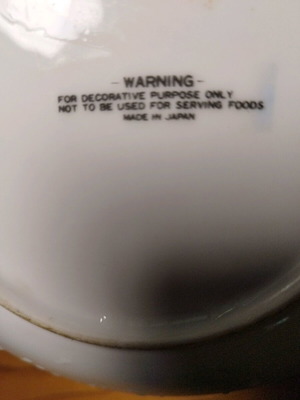 - WARNING -
FOR DECORATIVE PURPOSE ONLY
NOT TO BE USED FOR SERVING FOODS
MADE IN JAPAN